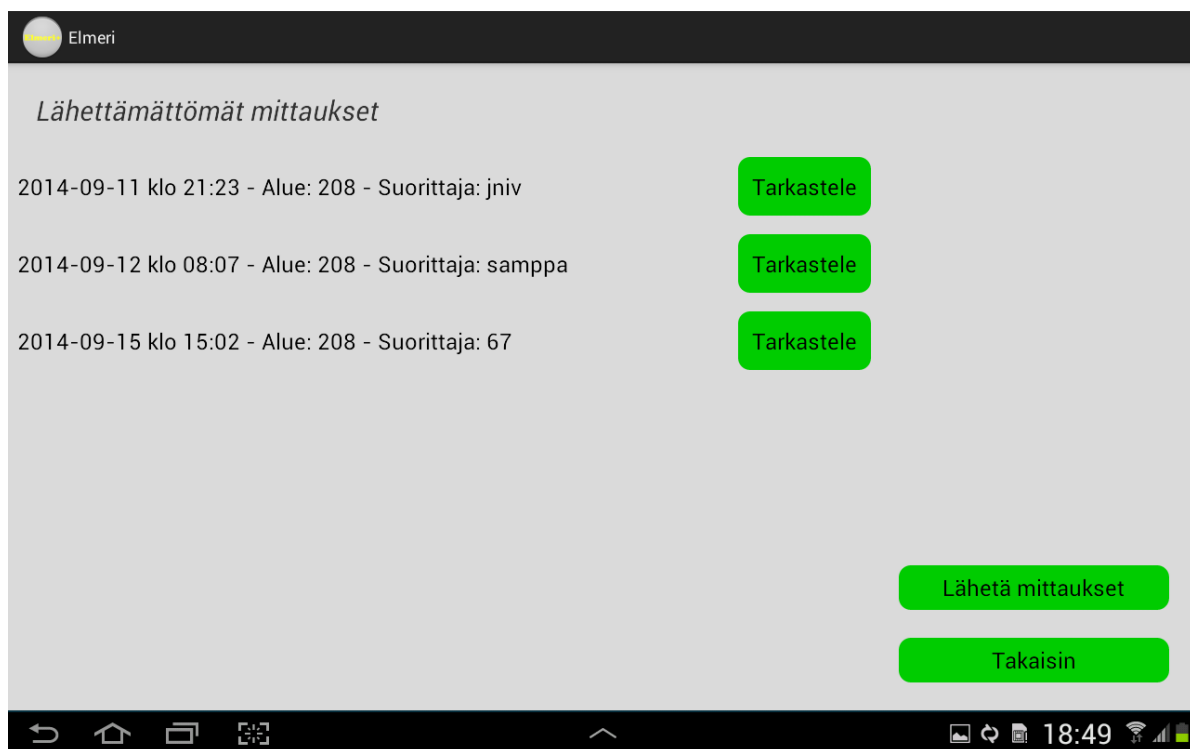 Elmeri
Lähettämättömät mittaukset
2014-09-11 klo 21:23 - Alue: 208 - Suorittaja: jniv
Tarkastele
2014-09-12 klo 08:07 - Alue: 208 - Suorittaja: samppa
Tarkastele
2014-09-15 klo 15:02 - Alue: 208 - Suorittaja: 67
Tarkastele
Lähetä mittaukset
Takaisin
18:49